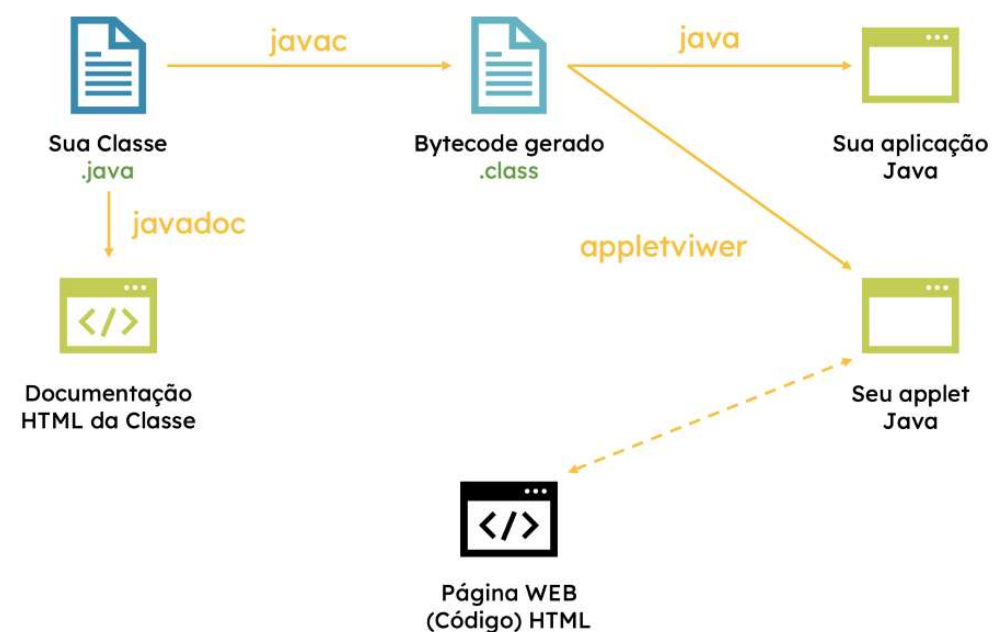 javac
java
Sua Classe
.java
Bytecode gerado
.class
Sua aplicação
Java
javadoc
appletviwer
Documentação
HTML da Classe
Seu applet
Java
Página WEB
(Código) HTML